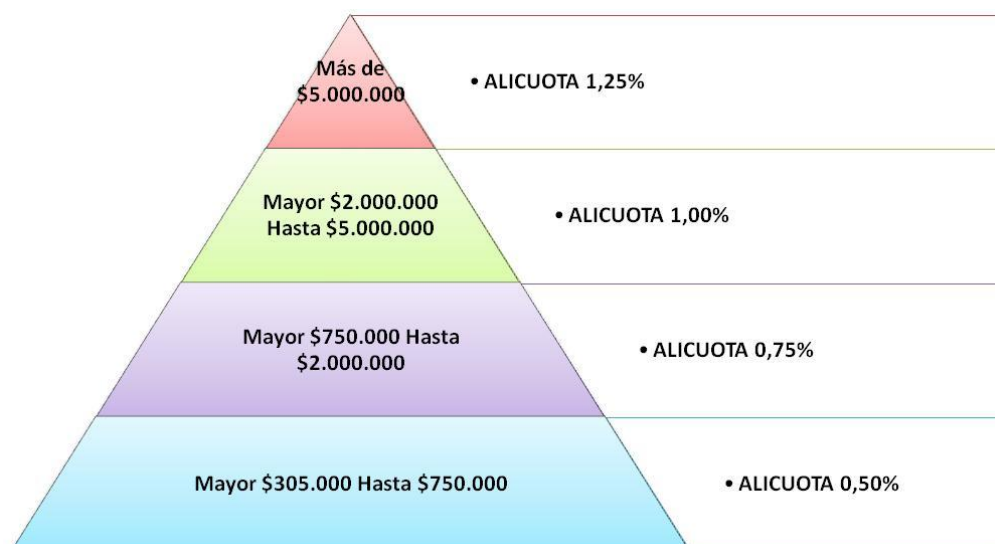 Más de
$5.000.000
• ALICUOTA 1,25%
Mayor $2.000.000
Hasta $5.000.000
• ALICUOTA 1,00%
Mayor $750.000 Hasta
$2.000.000
• ALICUOTA 0,75%
Mayor $305.000 Hasta $750.000
• ALICUOTA 0,50%